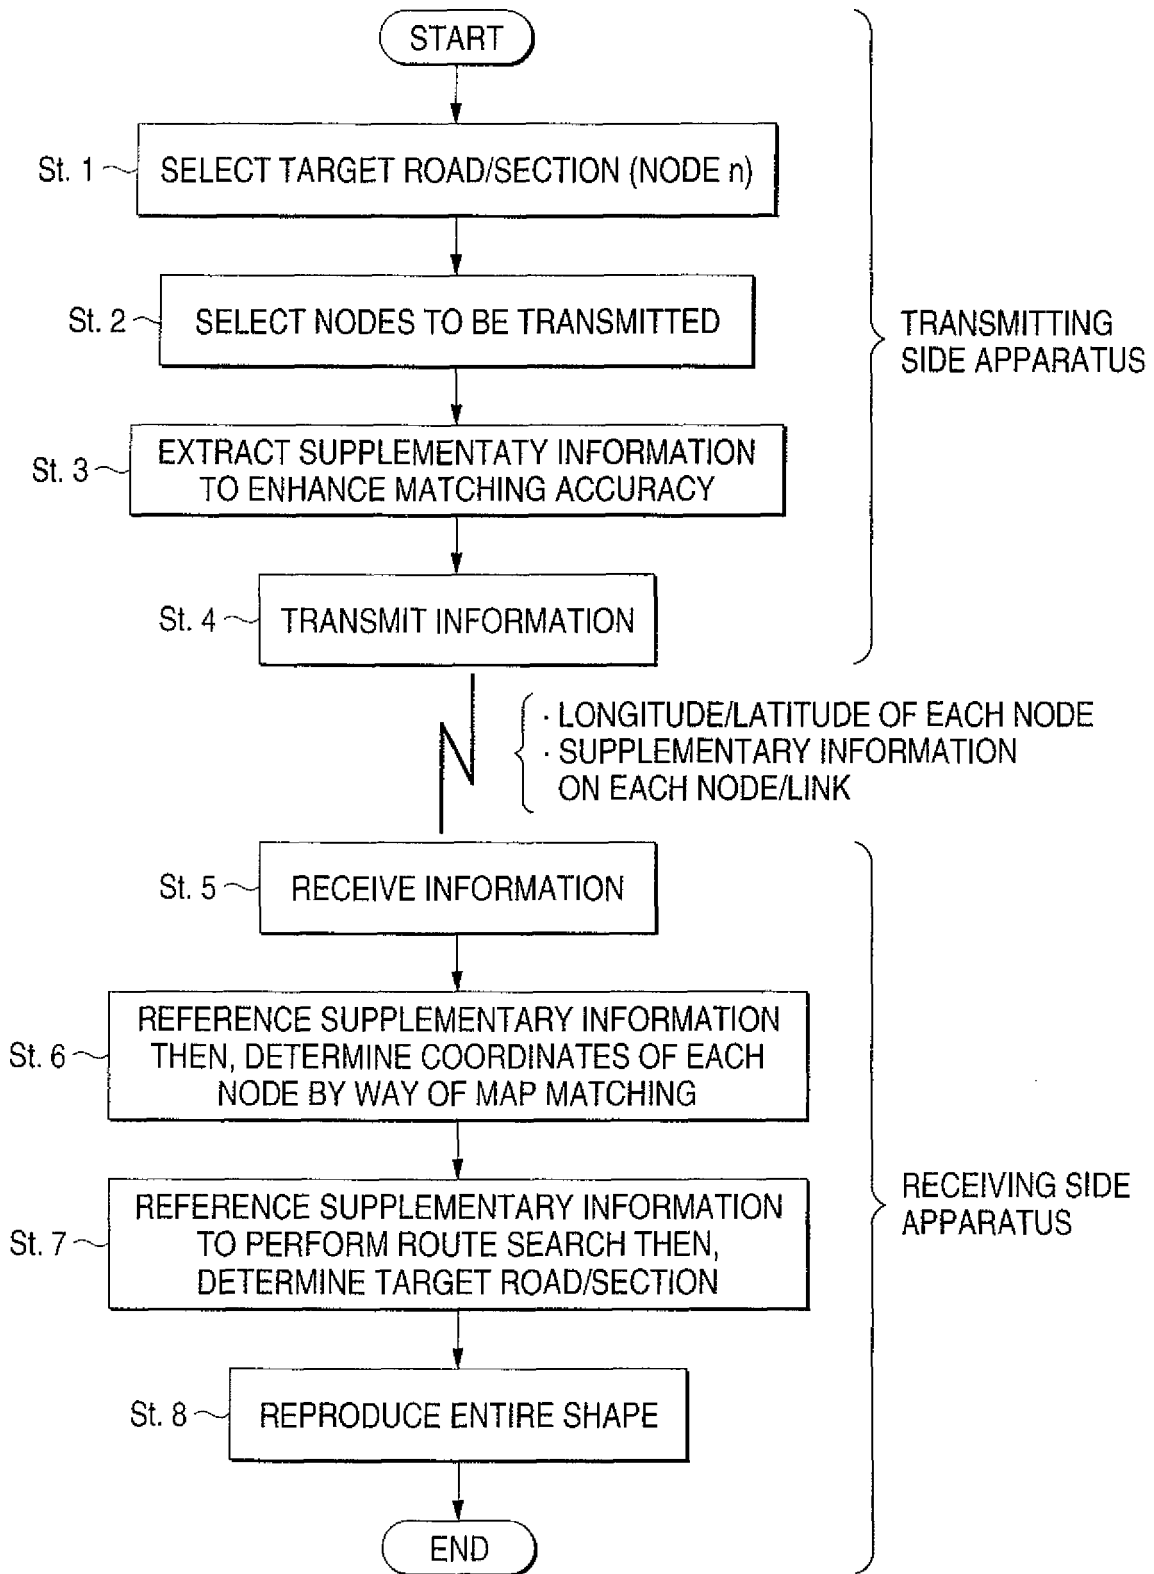 START
St. 1
SELECT TARGET ROAD/SECTION (NODE n)
St. 2
SELECT NODES TO BE TRANSMITTED
TRANSMITTING
SIDE APPARATUS
St. 3
EXTRACT SUPPLEMENTATY INFORMATION
TO ENHANCE MATCHING ACCURACY
St. 4
TRANSMIT INFORMATION
· LONGITUDE/LATITUDE OF EACH NODE
· SUPPLEMENTARY INFORMATION
ON EACH NODE/LINK
St. 5
RECEIVE INFORMATION
St. 6
REFERENCE SUPPLEMENTARY INFORMATION
THEN, DETERMINE COORDINATES OF EACH
NODE BY WAY OF MAP MATCHING
St. 7
REFERENCE SUPPLEMENTARY INFORMATION
TO PERFORM ROUTE SEARCH THEN,
DETERMINE TARGET ROAD/SECTION
RECEIVING SIDE
APPARATUS
St. 8
REPRODUCE ENTIRE SHAPE
END